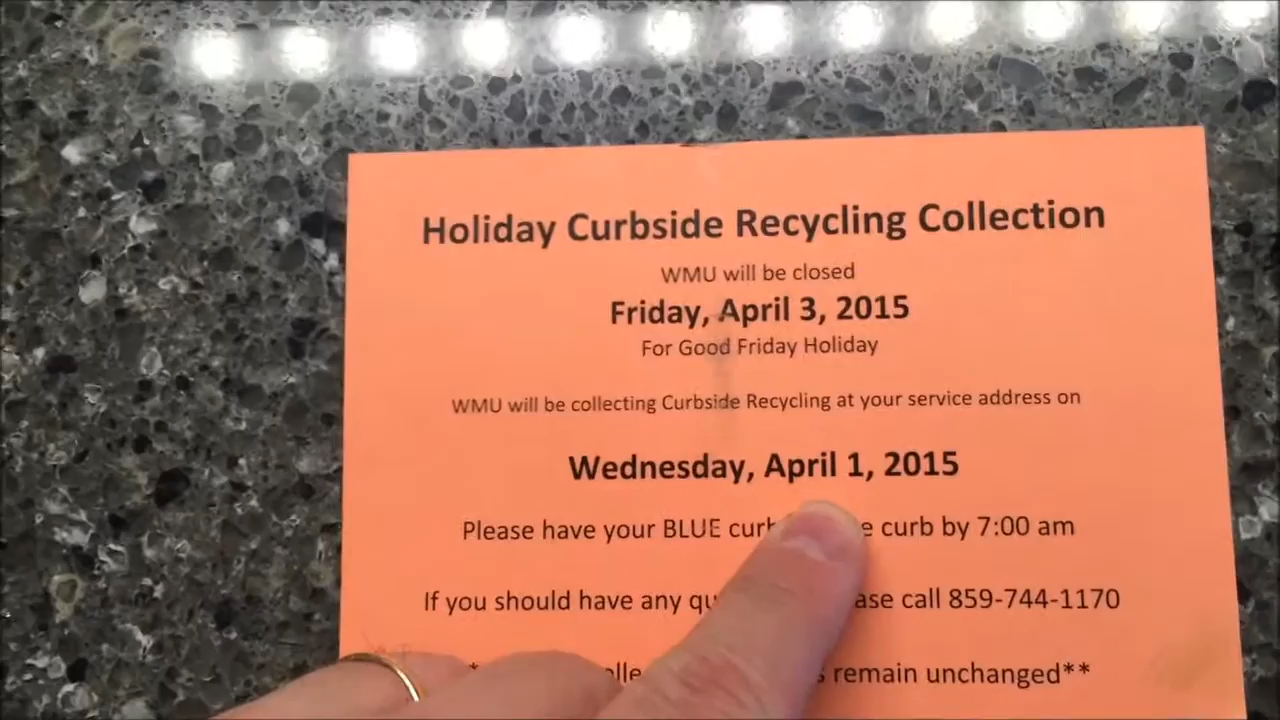 Holiday Curbside Recycling Collection
WMU will be closed
Friday, April 3, 2015
For Good Friday Holiday
WMU will be collecting Curbside Recycling at your service address on
Wednesday, April 1, 2015
Please have your BLUE curb by 7:00 am
If you should have any call 859-744-1170
remain unchanged**